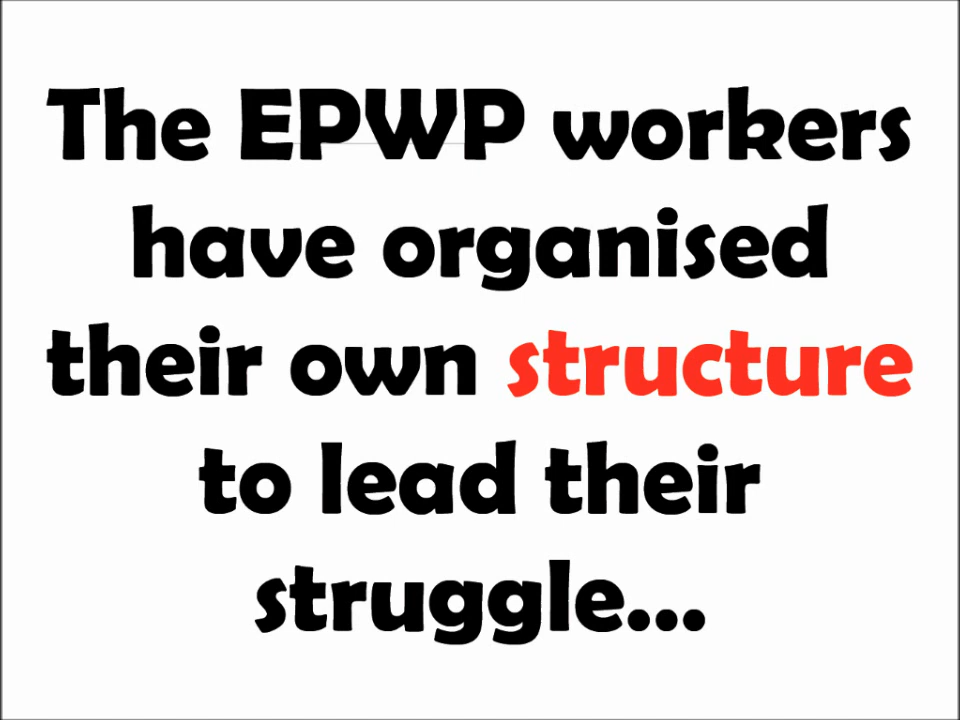 The EPWP workers
have organised
their own structure
to lead their
struggle...